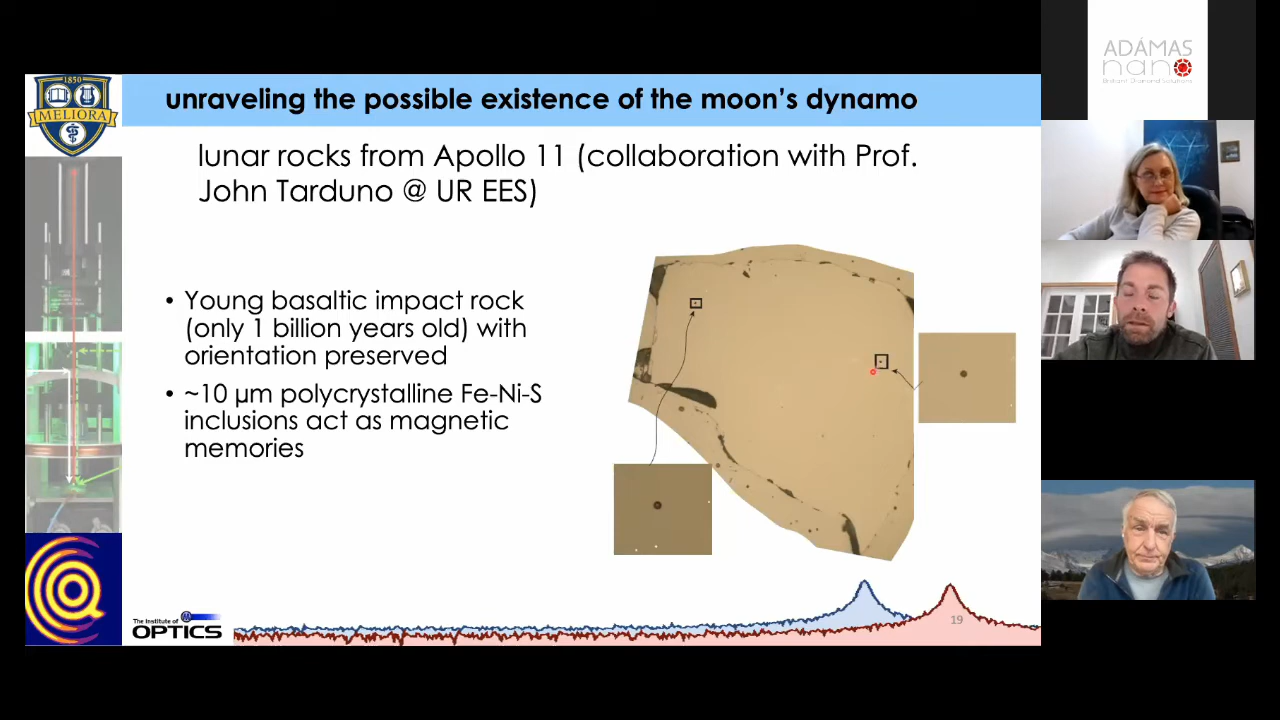 unraveling the possible existence of the moon's dynamo
lunar rocks from Apollo 11 (collaboration with Prof.
John Tarduno @ UR EES)
• Young basaltic impact rock
(only 1 billion years old) with
orientation preserved
• ~10 µm polycrystalline Fe-Ni-S
inclusions act as magnetic
memories
1850
MELIORA
The Institute of
OPTICS
19
ADÁMAS
nano